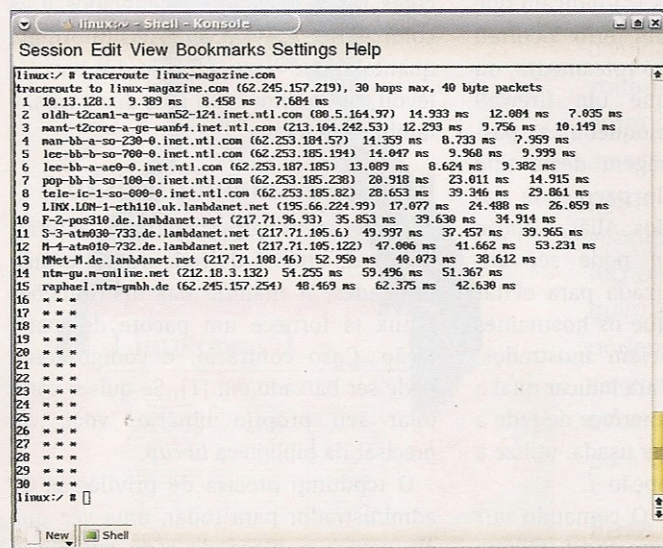 linux:~ - Shell - Konsole
Session Edit View Bookmarks Settings Help
linux:/ # traceroute linux-magazine.com
traceroute to linux-magazine.com (62.245.157.219), 30 hops max, 40 byte packets
1 10.13.128.1 9.389 ms 8.458 ms 7.684 ms
2 oldh-t2cam1-a-ge-wan52-124.inet.ntl.com (80.5.164.97) 14.933 ms 12.084 ms 7.035 ms
3 mant-t2core-a-ge-wan64.inet.ntl.com (213.104.242.53) 12.293 ms 9.756 ms 10.149 ms
4 man-bb-a-so-230-0.inet.ntl.com (62.253.184.57) 14.359 ms 8.733 ms 7.959 ms
5 lee-bb-b-so-700-0.inet.ntl.com (62.253.185.194) 14.047 ms 9.968 ms 9.999 ms
6 lee-bb-a-ae0-0.inet.ntl.com (62.253.187.185) 13.089 ms 8.624 ms 9.382 ms
7 pop-bb-b-so-100-0.inet.ntl.com (62.253.185.238) 20.918 ms 23.011 ms 14.915 ms
8 tele-ic-1-so-000-0.inet.ntl.com (62.253.185.82) 28.653 ms 39.346 ms 29.861 ms
9 LINX.LON-1-eth110.uk.lambdanet.net (195.66.224.99) 17.077 ms 24.488 ms 26.059 ms
10 F-2-pos310.de.lambdanet.net (217.71.96.93) 35.853 ms 39.630 ms 34.914 ms
11 S-3-atm030-733.de.lambdanet.net (217.71.105.6) 49.997 ms 37.457 ms 39.965 ms
12 M-4-atm010-732.de.lambdanet.net (217.71.105.122) 47.006 ms 41.662 ms 53.231 ms
13 MNet-M.de.lambdanet.net (217.71.108.46) 52.950 ms 40.073 ms 38.612 ms
14 ntm-gw.m-online.net (212.18.3.132) 54.255 ms 59.496 ms 51.367 ms
15 raphael.ntm-gmbh.de (62.245.157.254) 48.469 ms 62.375 ms 42.630 ms
16 * * *
17 * * *
18 * * *
19 * * *
20 * * *
21 * * *
22 * * *
23 * * *
24 * * *
25 * * *
26 * * *
27 * * *
28 * * *
29 * * *
30 * * *
linux:/ #
New Shell